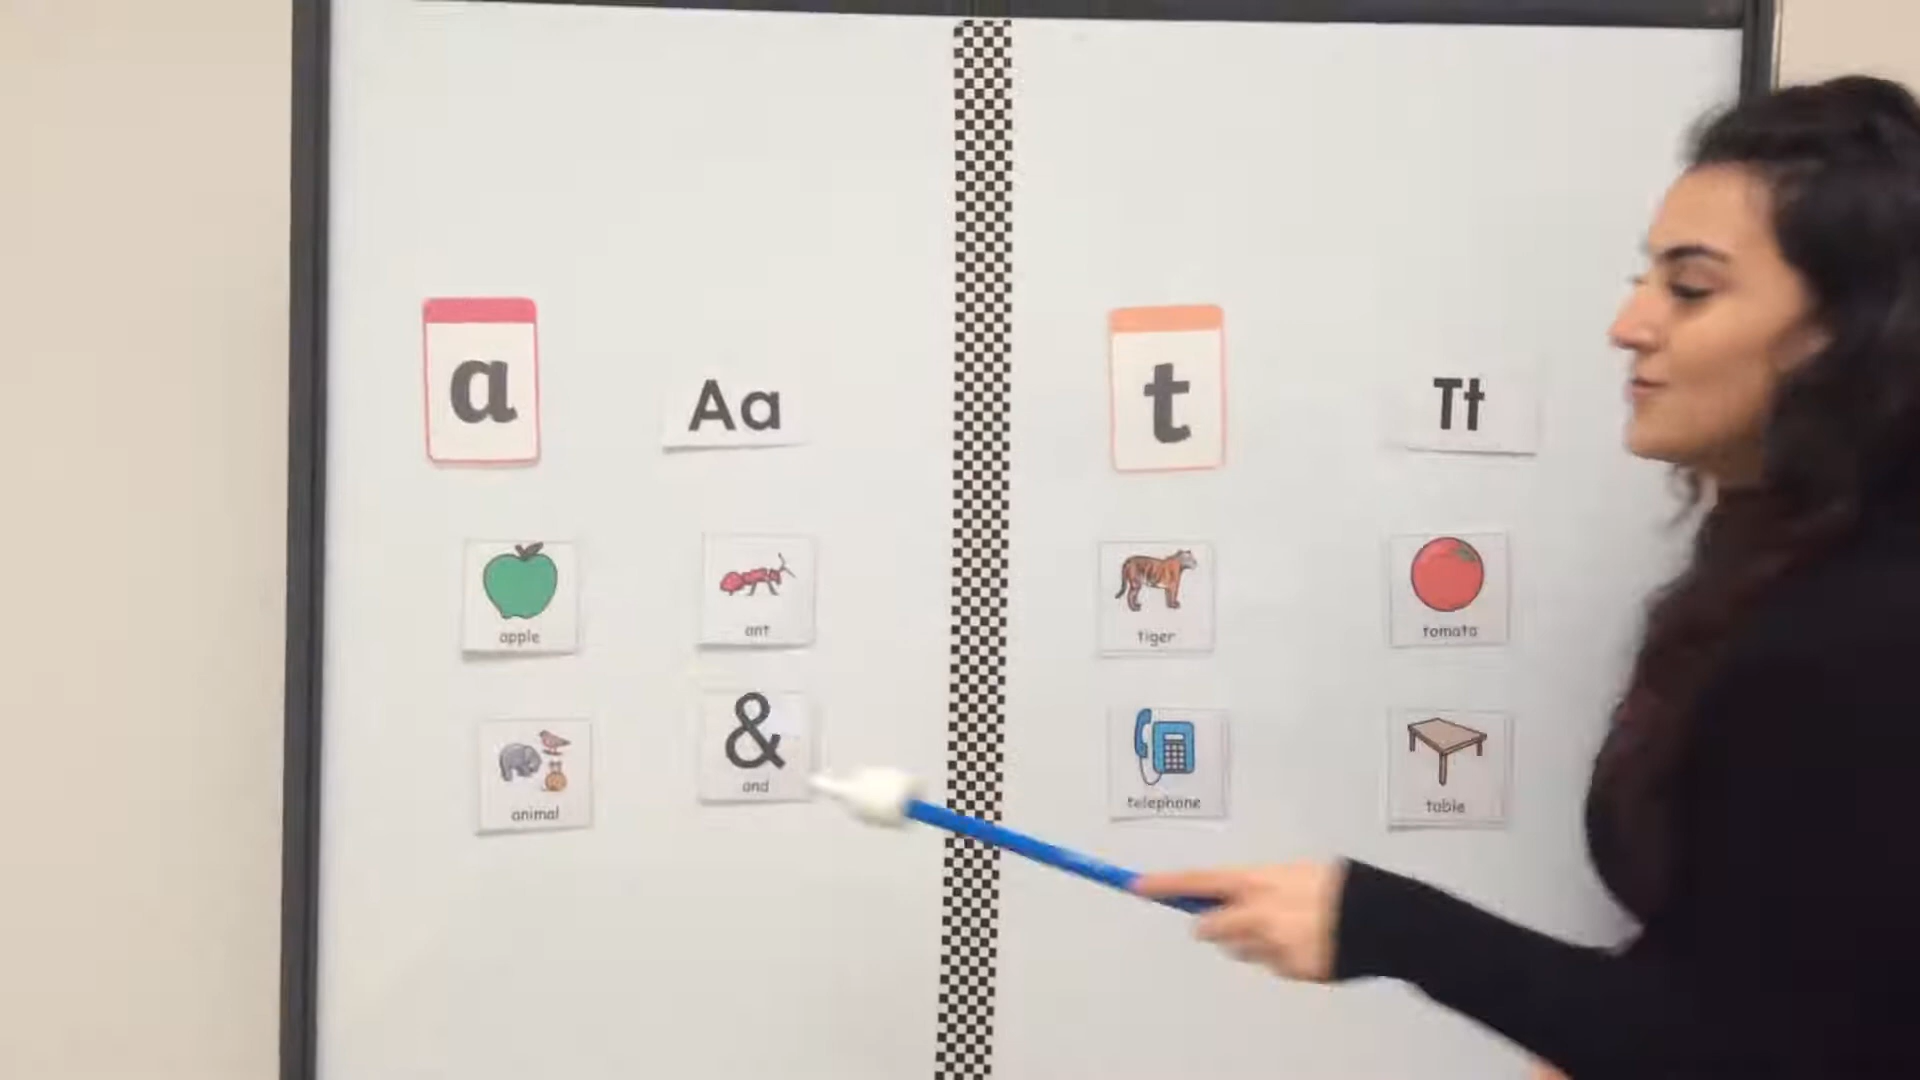 a
Aa
apple
ant
animal
&
and
t
Tt
tiger
tomato
telephone
table